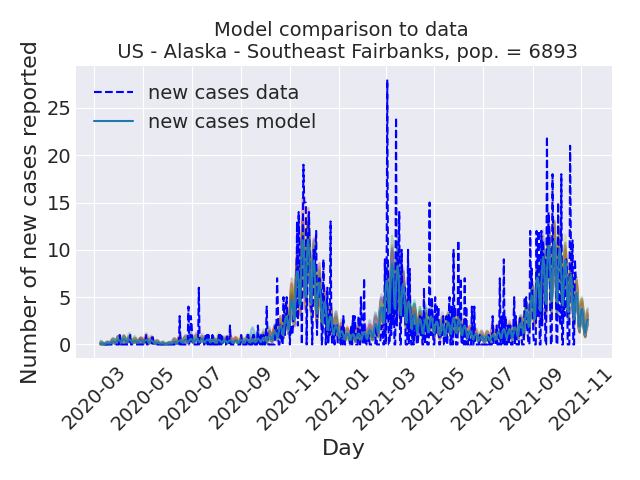 Model comparison to data
US - Alaska - Southeast Fairbanks, pop. = 6893
Number of new cases reported
25
20
15
10
5
0
new cases data
new cases model
2020-03
2020-05
2020-07
2020-09
2020-11
2021-01
2021-03
2021-05
2021-07
2021-09
2021-11
Day